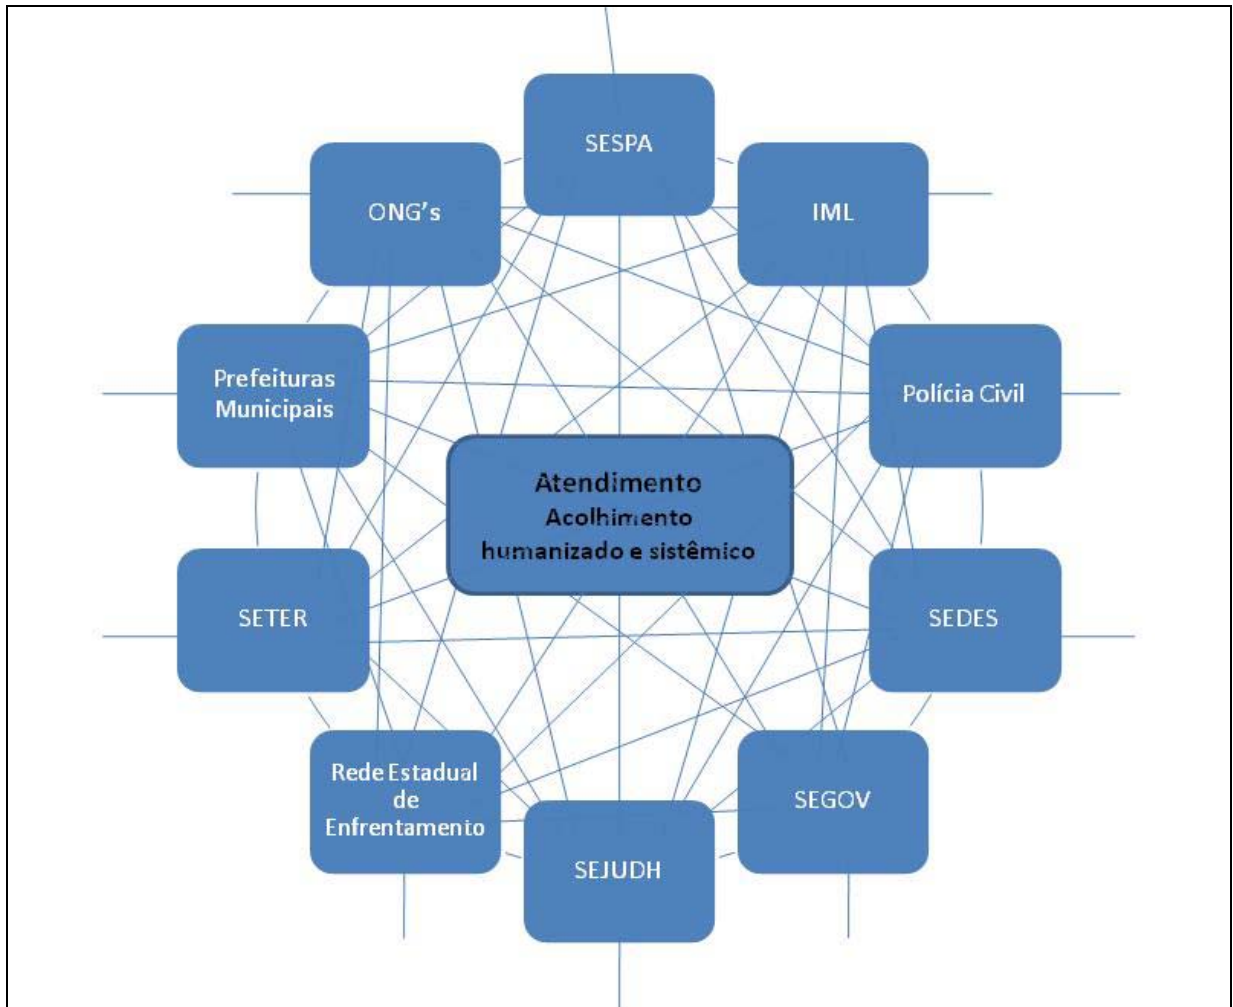 SESPA
ONG's
IML
Prefeituras
Municipais
Polícia Civil
Atendimento
Acolhimento
humanizado e sistêmico
SETER
SEDES
Rede Estadual
de
Enfrentamento
SEGOV
SEJUDH